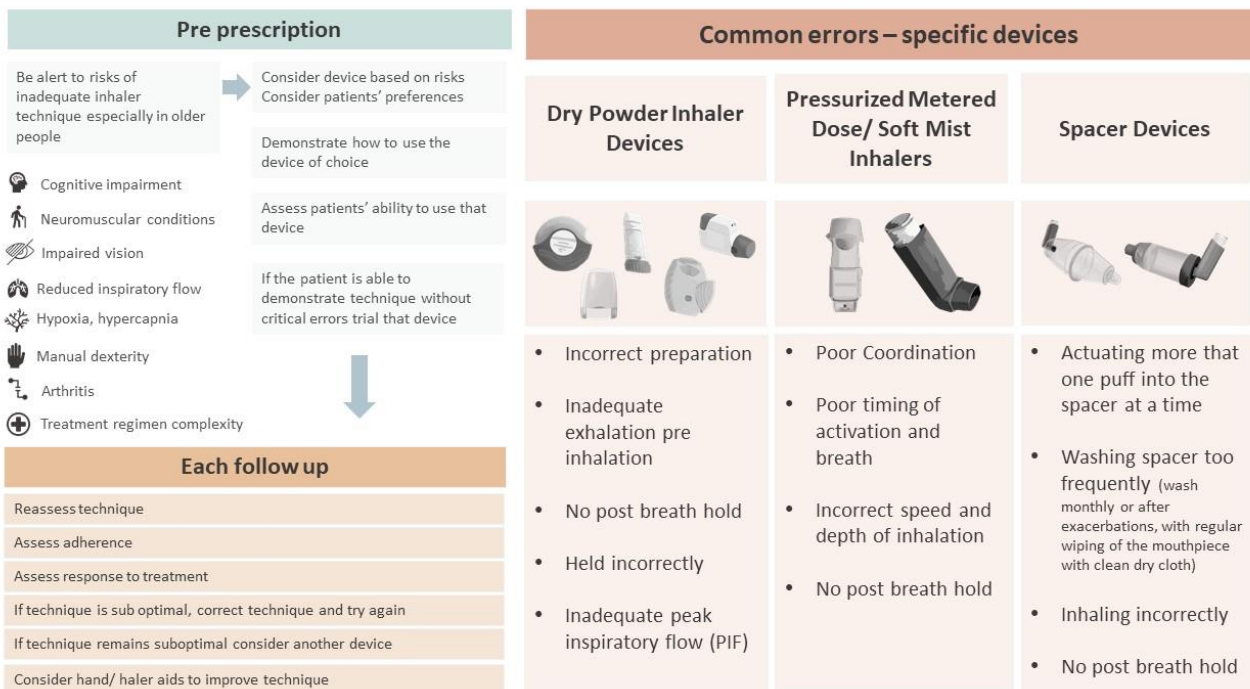 Pre prescription
Be alert to risks of
inadequate inhaler
technique especially in older
people
Cognitive impairment
Neuromuscular conditions
Impaired vision
Reduced inspiratory flow
Hypoxia, hypercapnia
Manual dexterity
Arthritis
Treatment regimen complexity
Consider device based on risks
Consider patients’ preferences
Demonstrate how to use the
device of choice
Assess patients’ ability to use that
device
If the patient is able to
demonstrate technique without
critical errors trial that device
Each follow up
Reassess technique
Assess adherence
Assess response to treatment
If technique is sub optimal, correct technique and try again
If technique remains suboptimal consider another device
Consider hand/ haler aids to improve technique
Common errors – specific devices
Dry Powder Inhaler
Devices
• Incorrect preparation
• Inadequate
exhalation pre
inhalation
• No post breath hold
• Held incorrectly
• Inadequate peak
inspiratory flow (PIF)
Pressurized Metered
Dose/ Soft Mist
Inhalers
• Poor Coordination
• Poor timing of
activation and
breath
• Incorrect speed and
depth of inhalation
• No post breath hold
Spacer Devices
• Actuating more that
one puff into the
spacer at a time
• Washing spacer too
frequently (wash
monthly or after
exacerbations, with regular
wiping of the mouthpiece
with clean dry cloth)
• Inhaling incorrectly
• No post breath hold